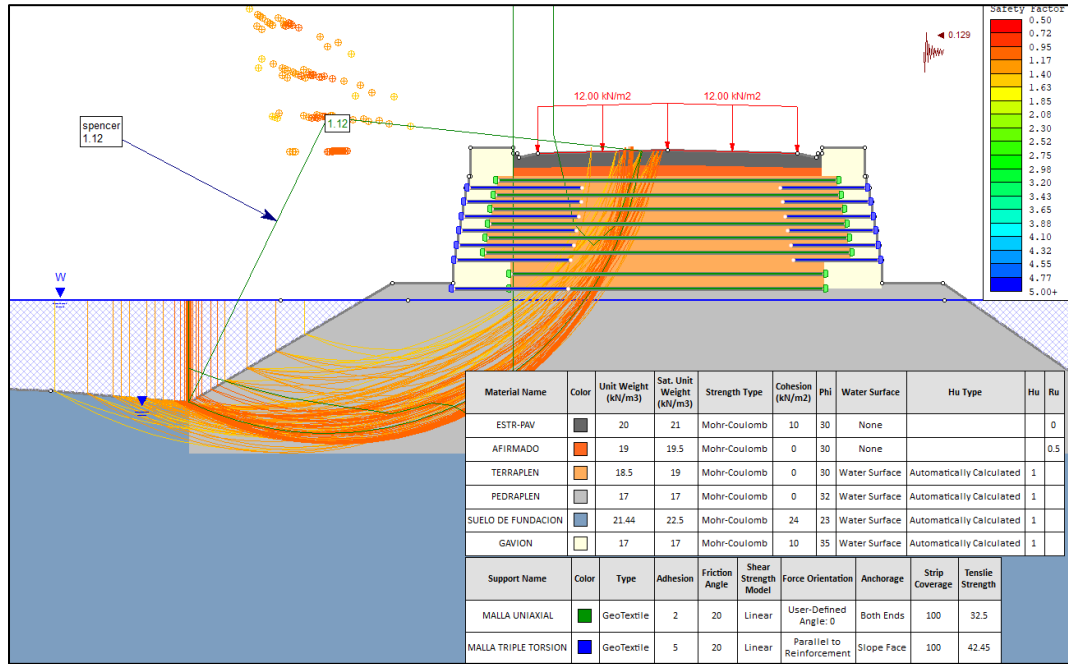 Safety Factor
0.50
0.72
0.95
1.17
1.40
1.63
1.85
2.08
2.30
2.52
2.75
2.98
3.20
3.43
3.65
3.88
4.10
4.32
4.55
4.77
5.00+
0.129
12.00 kN/m2 12.00 kN/m2
spencer
1.12
1.12
W
Material Name Color Unit Weight (kN/m3) Sat. Unit Weight (kN/m3) Strength Type Cohesion (kN/m2) Phi Water Surface Hu Type Hu Ru
ESTR-PAV 20 21 Mohr-Coulomb 10 30 None 0
AFIRMADO 19 19.5 Mohr-Coulomb 0 30 None 0.5
TERRAPLEN 18.5 19 Mohr-Coulomb 0 30 Water Surface Automatically Calculated 1
PEDRAPLEN 17 17 Mohr-Coulomb 0 32 Water Surface Automatically Calculated 1
SUELO DE FUNDACION 21.44 22.5 Mohr-Coulomb 24 23 Water Surface Automatically Calculated 1
GAVION 17 17 Mohr-Coulomb 10 35 Water Surface Automatically Calculated 1
Support Name Color Type Adhesion Friction Angle Shear Strength Model Force Orientation Anchorage Strip Coverage Tenslie Strength
MALLA UNIAXIAL GeoTextile 2 20 Linear User-Defined Angle: 0 Both Ends 100 32.5
MALLA TRIPLE TORSION GeoTextile 5 20 Linear Parallel to Reinforcement Slope Face 100 42.45